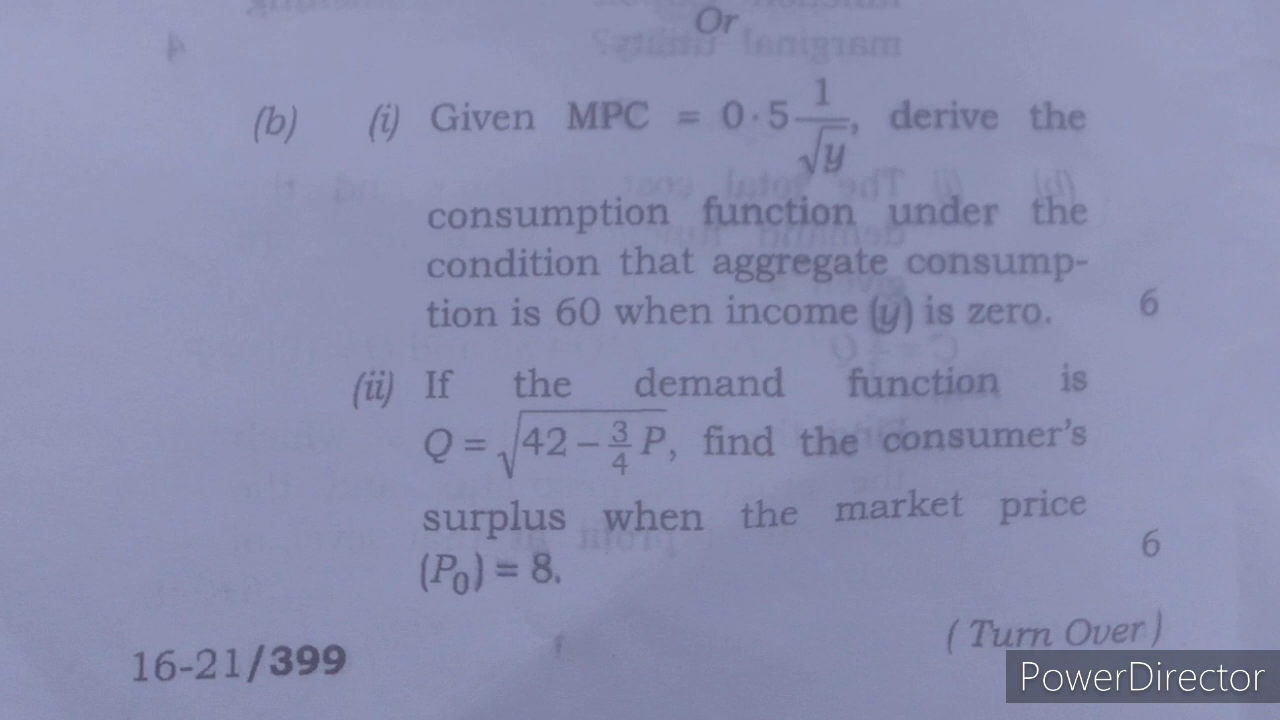 Or
(b) (i) Given MPC = 0·5 1/√y, derive the
consumption function under the
condition that aggregate consump-
tion is 60 when income (y) is zero. 6
(ii) If the demand function is
Q = √(42 − 3/4 P), find the consumer's
surplus when the market price
(P₀) = 8. 6
(Turn Over)
16-21/399
PowerDirector